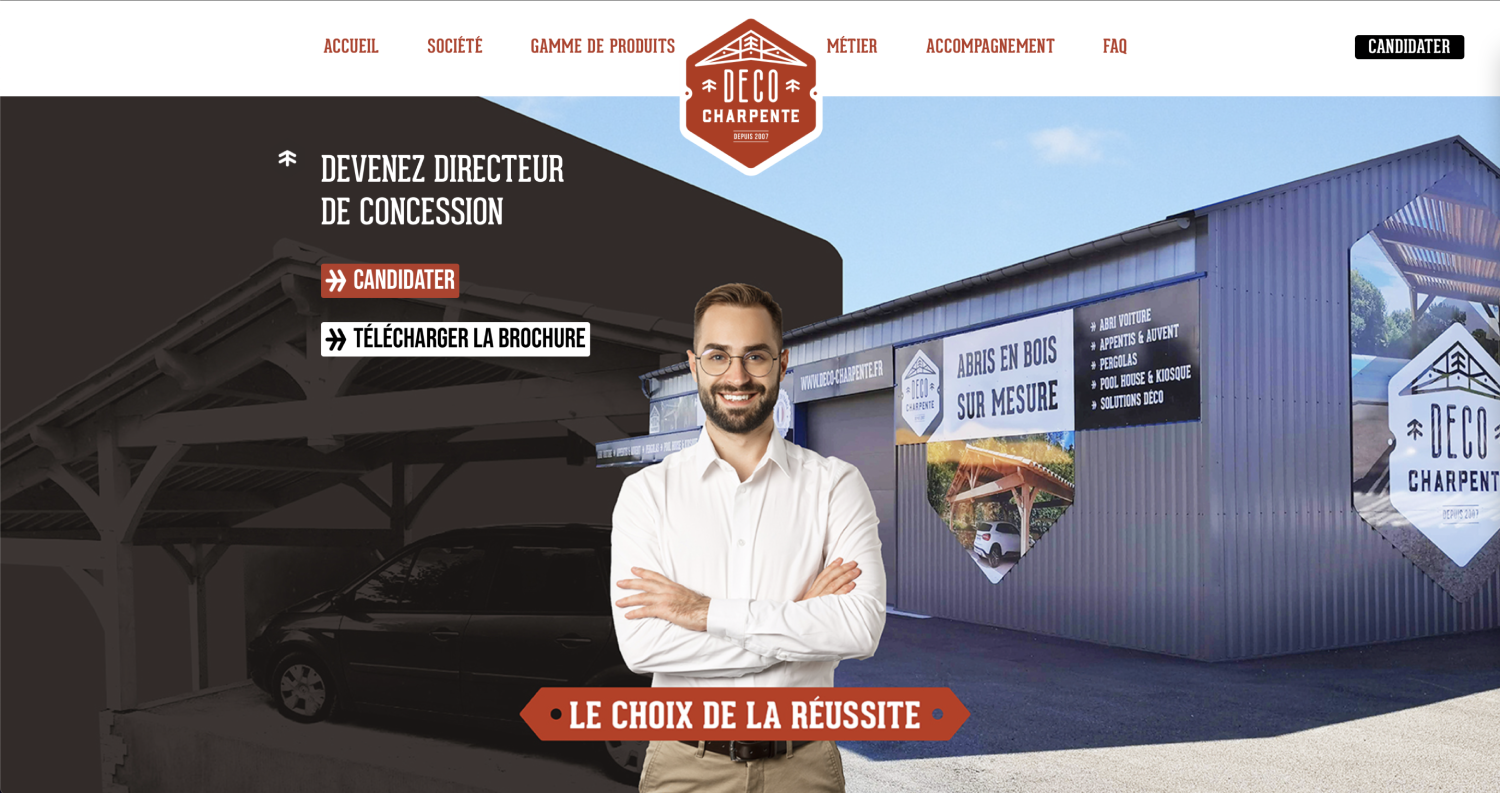 ACCUEIL
SOCIÉTÉ
GAMME DE PRODUITS
DECO
CHARPENTE
DEPUIS 2007
MÉTIER
ACCOMPAGNEMENT
FAQ
CANDIDATER
DEVENEZ DIRECTEUR
DE CONCESSION
CANDIDATER
TÉLÉCHARGER LA BROCHURE
WWW.DECO-CHARPENTE.FR
DECO
CHARPENTE
ABRIS EN BOIS
SUR MESURE
ABRI VOITURE
APPENTIS & AUVENT
PERGOLAS
POOL HOUSE & KIOSQUE
SOLUTIONS DÉCO
DECO
CHARPENT
DEPUIS 2007
LE CHOIX DE LA RÉUSSITE